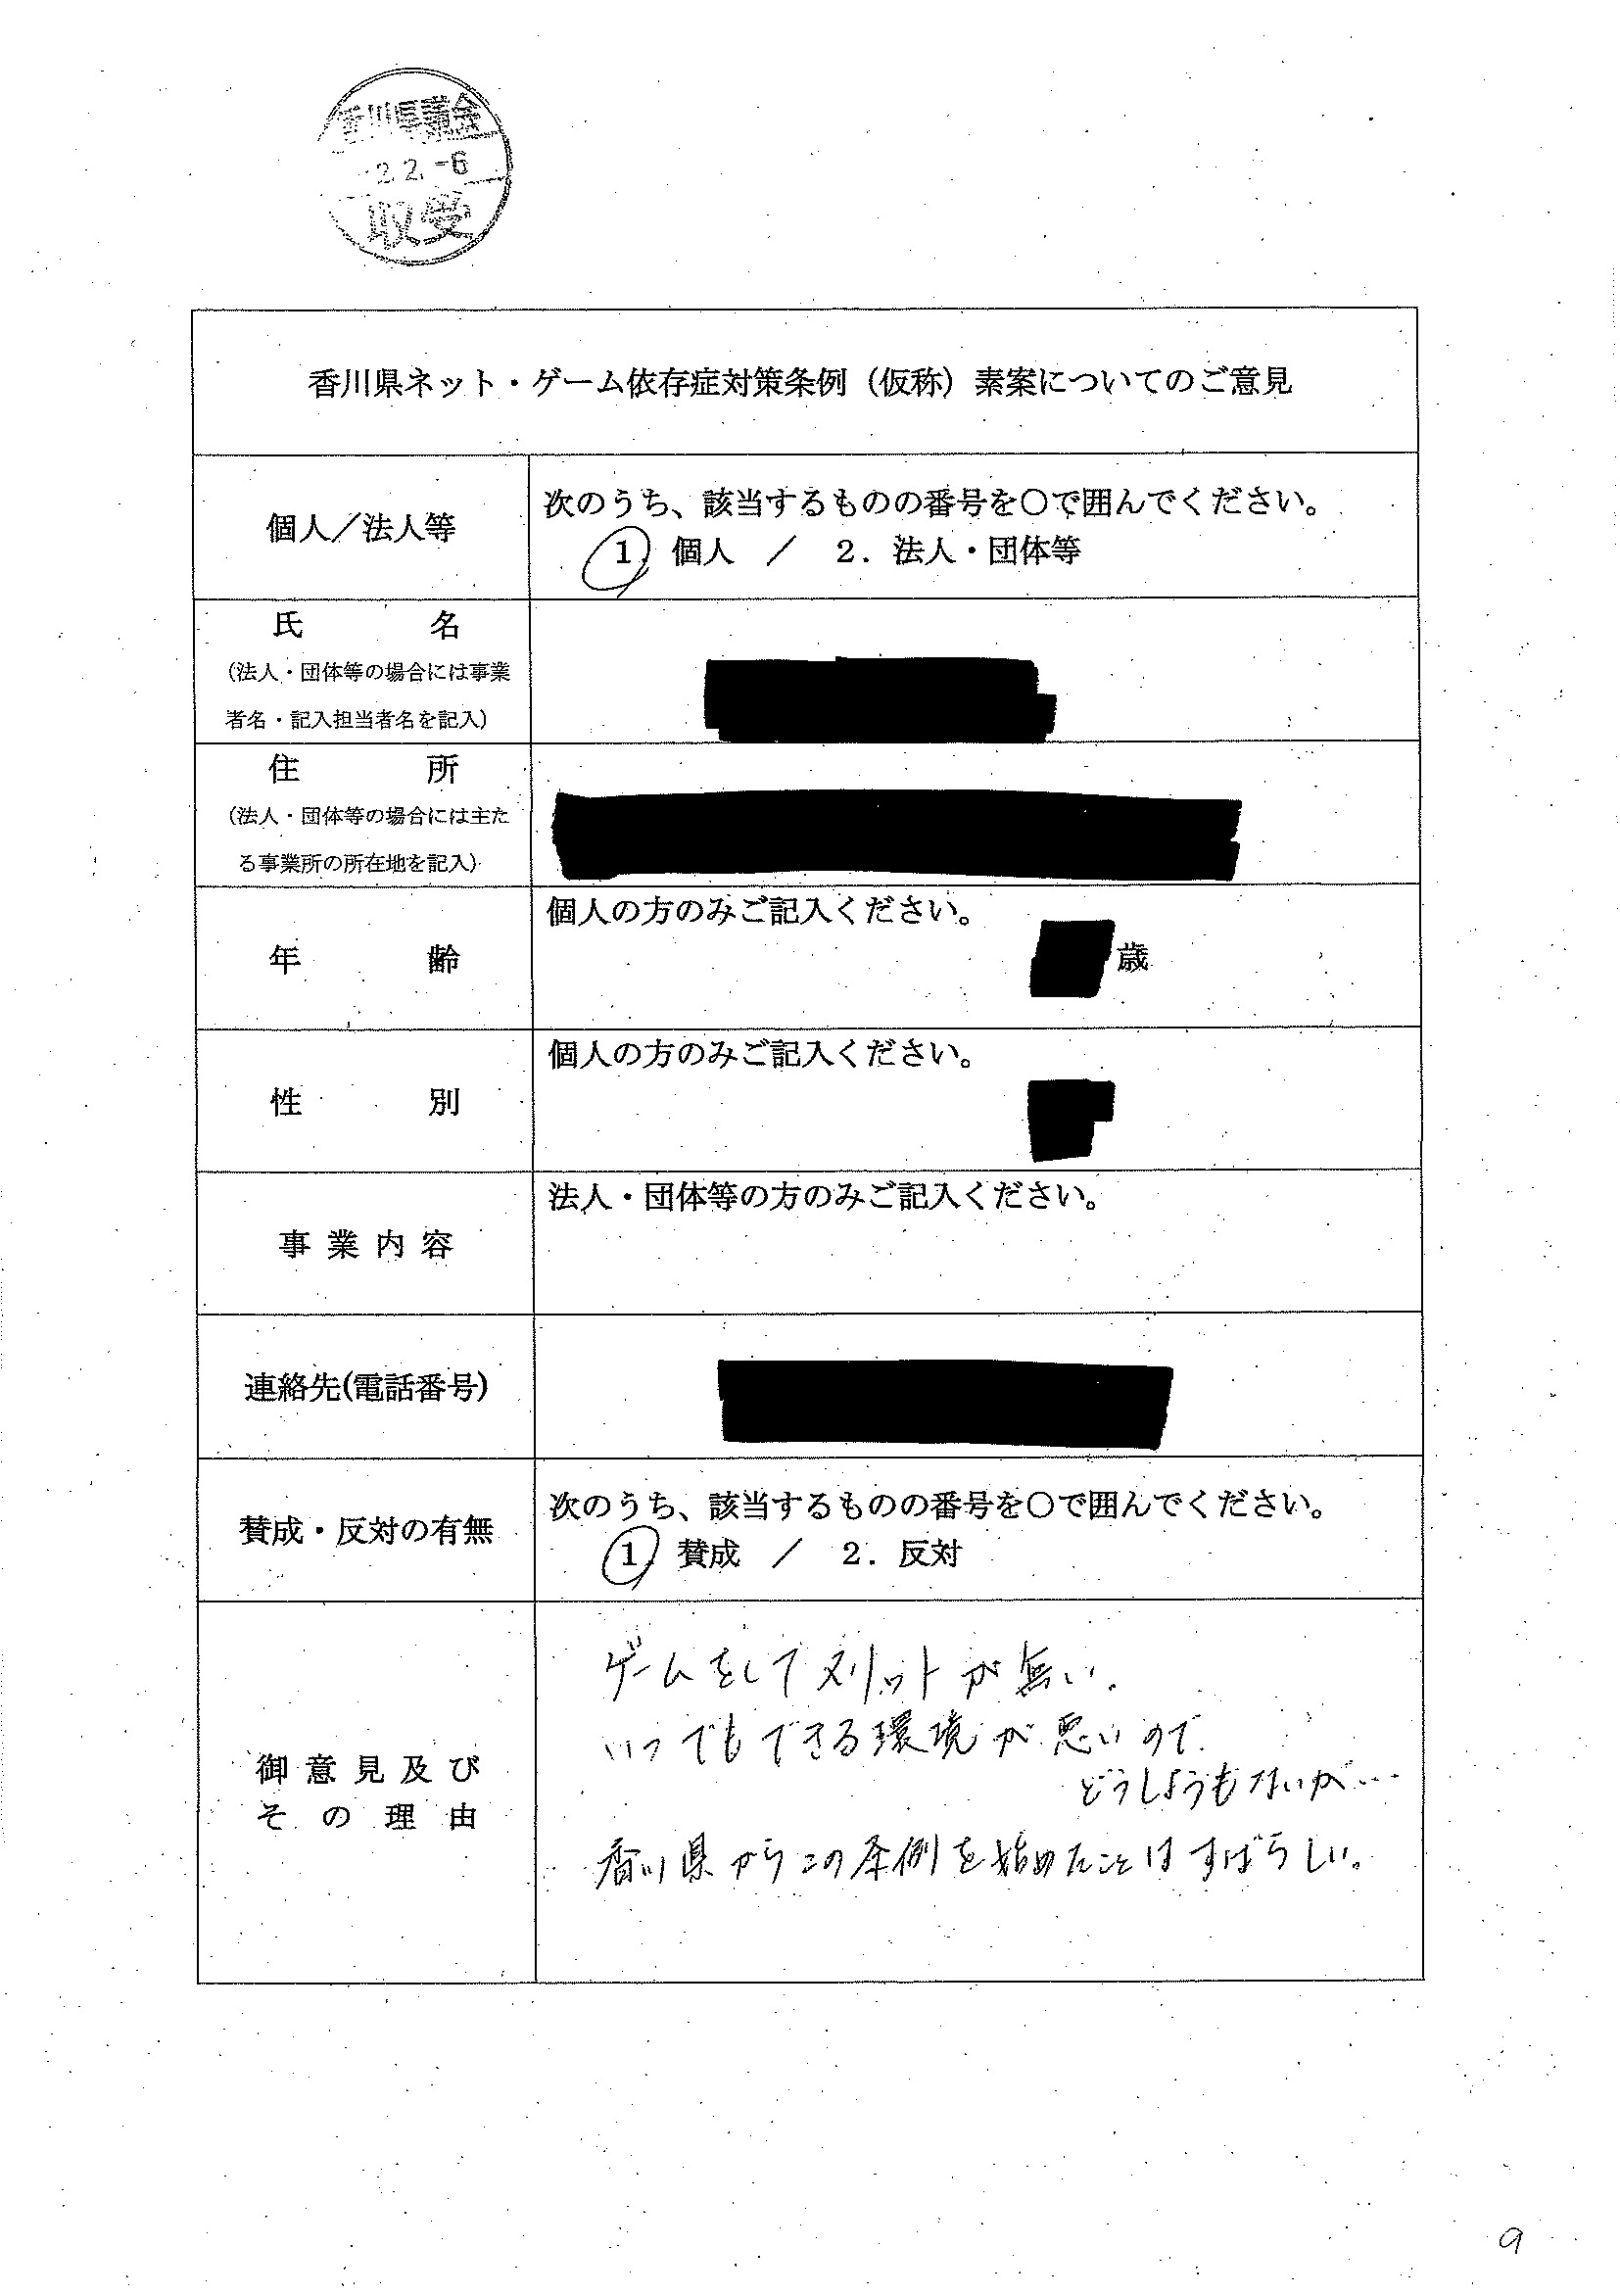 香川県議会
2.2.-6
収受
香川県ネット・ゲーム依存症対策条例（仮称）素案についてのご意見
個人／法人等
次のうち、該当するものの番号を○で囲んでください。
1 個人 ／ 2．法人・団体等
氏名
（法人・団体等の場合には事業
者名・記入担当者名を記入）
住所
（法人・団体等の場合には主た
る事業所の所在地を記入）
年齢
個人の方のみご記入ください。
歳
性別
個人の方のみご記入ください。
事業内容
法人・団体等の方のみご記入ください。
連絡先(電話番号)
賛成・反対の有無
次のうち、該当するものの番号を○で囲んでください。
1 賛成 ／ 2．反対
御意見及び
その理由
ゲームをしてメリットが無い。
いつでもできる環境が悪いので
どうしようもないが…
香川県からこの条例を始めたことはすばらしい。
9